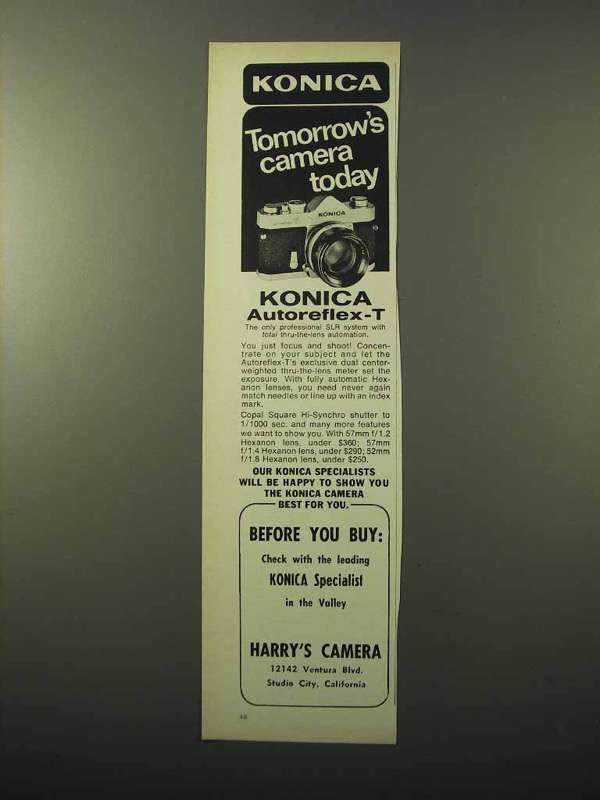 KONICA
Tomorrow's
camera
today
KONICA
KONICA
Autoreflex-T
The only professional SLR system with
total thru-the-lens automation.
You just focus and shoot! Concen-
trate on your subject and let the
Autoreflex-T's exclusive dual center-
weighted thru-the-lens meter set the
exposure. With fully automatic Hex-
anon lenses, you need never again
match needles or line up with an index
mark.
Copal Square Hi-Synchro shutter to
1/1000 sec. and many more features
we want to show you. With 57mm f/1.2
Hexanon lens, under $360; 57mm
f/1.4 Hexanon lens, under $290; 52mm
f/1.8 Hexanon lens, under $250.
OUR KONICA SPECIALISTS
WILL BE HAPPY TO SHOW YOU
THE KONICA CAMERA
BEST FOR YOU.
BEFORE YOU BUY:
Check with the leading
KONICA Specialist
in the Valley
HARRY'S CAMERA
12142 Ventura Blvd.
Studio City, California